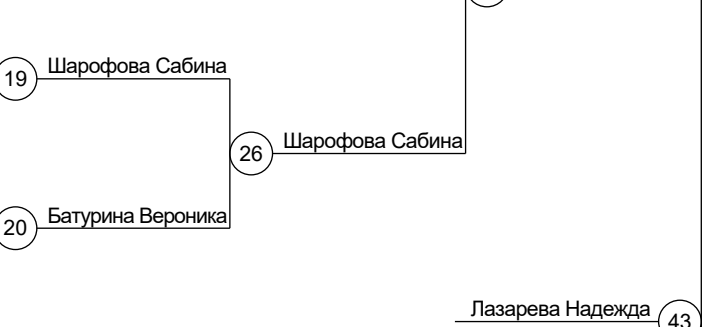 19 Шарофова Сабина
26 Шарофова Сабина
20 Батурина Вероника
Лазарева Надежда 43